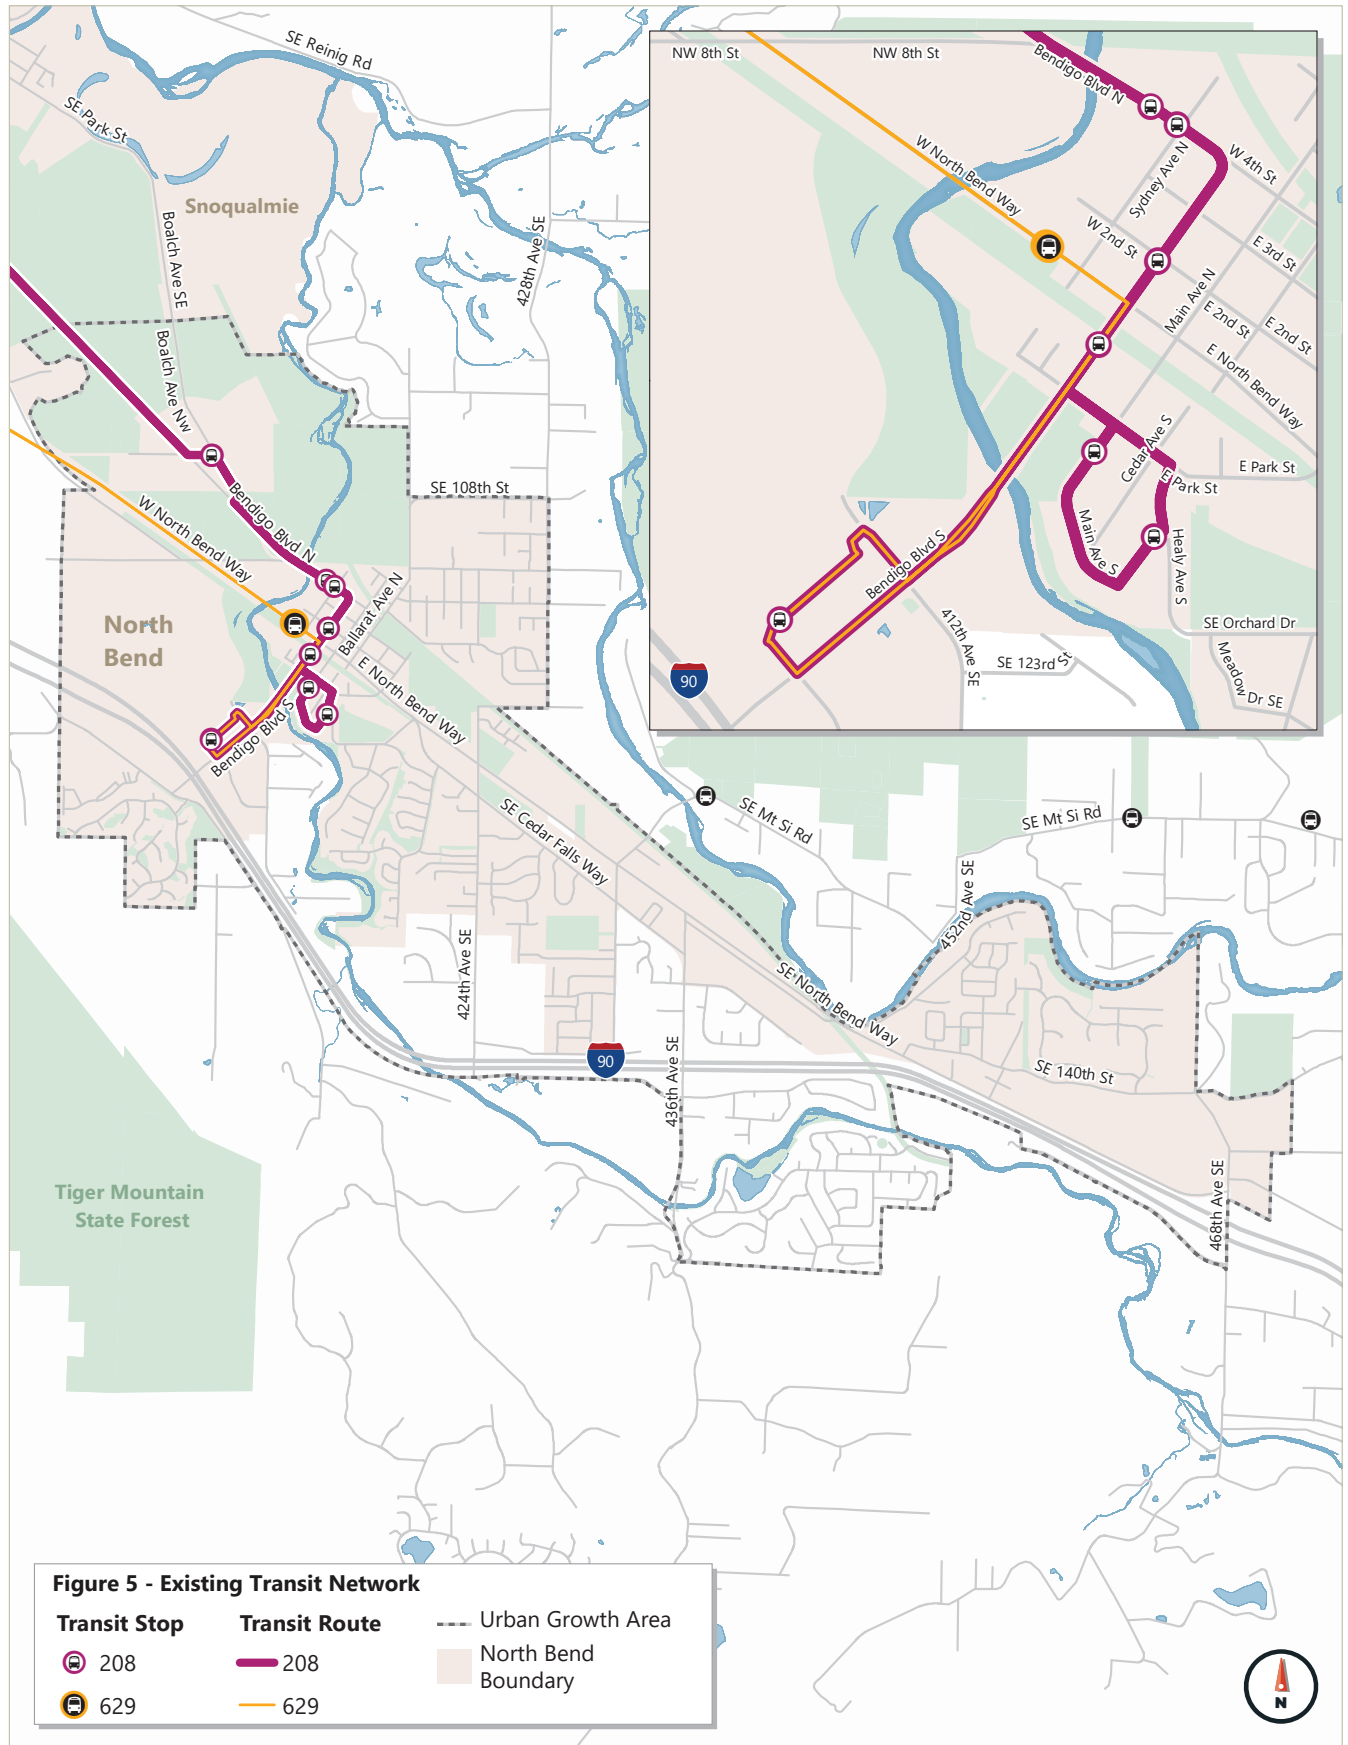 SE Reinig Rd
SE Park St
Snoqualmie
Boalch Ave SE
428th Ave SE
Boalch Ave NW
SE 108th St
Bendigo Blvd N
W North Bend Way
North
Bend
Ballarat Ave N
E North Bend Way
Bendigo Blvd S
SE Cedar Falls Way
SE Mt Si Rd
SE Mt Si Rd
452nd Ave SE
424th Ave SE
SE North Bend Way
90
436th Ave SE
SE 140th St
468th Ave SE
Tiger Mountain
State Forest
NW 8th St
NW 8th St
Bendigo Blvd N
W North Bend Way
Sydney Ave N
W 4th St
W 2nd St
E 3rd St
Main Ave N
E 2nd St
E 2nd St
E North Bend Way
Cedar Ave S
E Park St
E Park St
Main Ave S
Healy Ave S
Bendigo Blvd S
412th Ave SE
SE 123rd St
SE Orchard Dr
Meadow
Dr SE
90
Figure 5 - Existing Transit Network
Transit Stop
Transit Route
Urban Growth Area
208
208
North Bend
Boundary
629
629
N